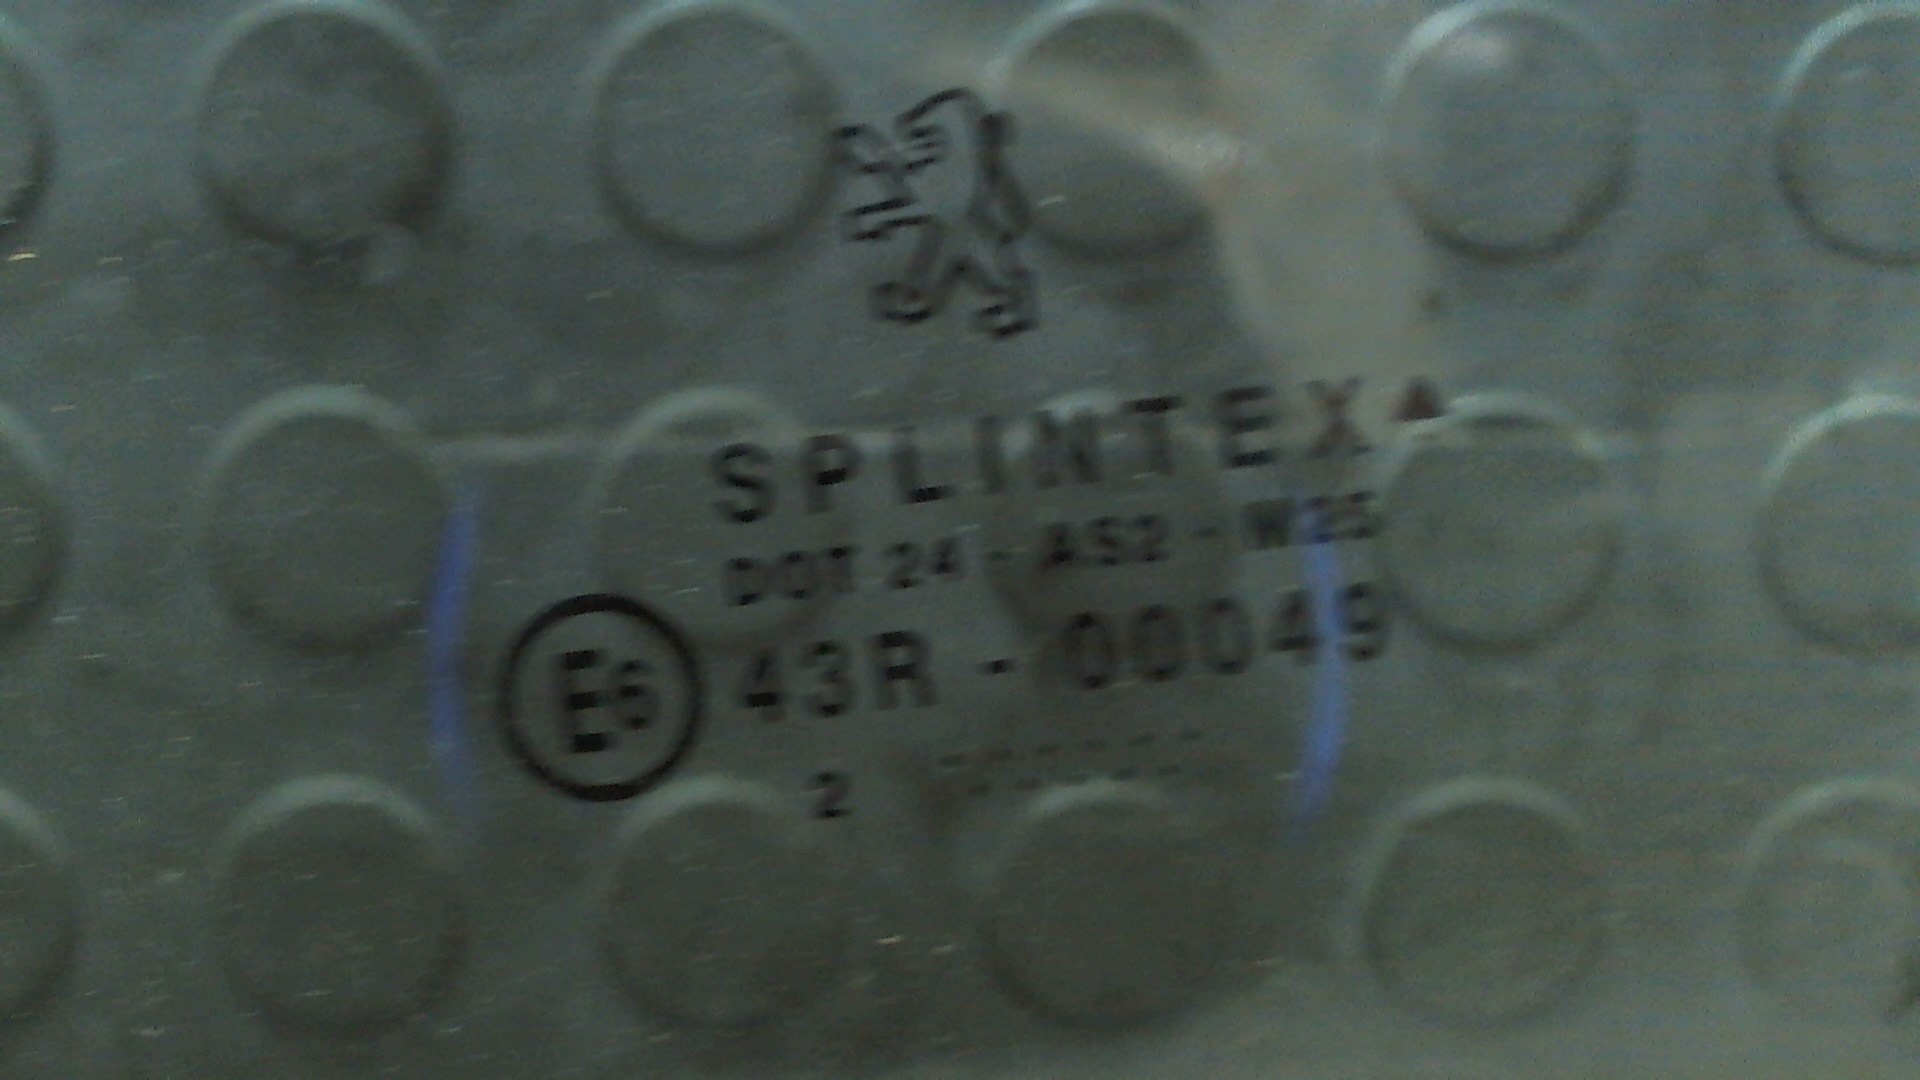 SPLINTEX
DOT 24 - AS2 - M25
E6 43R - 00049
2